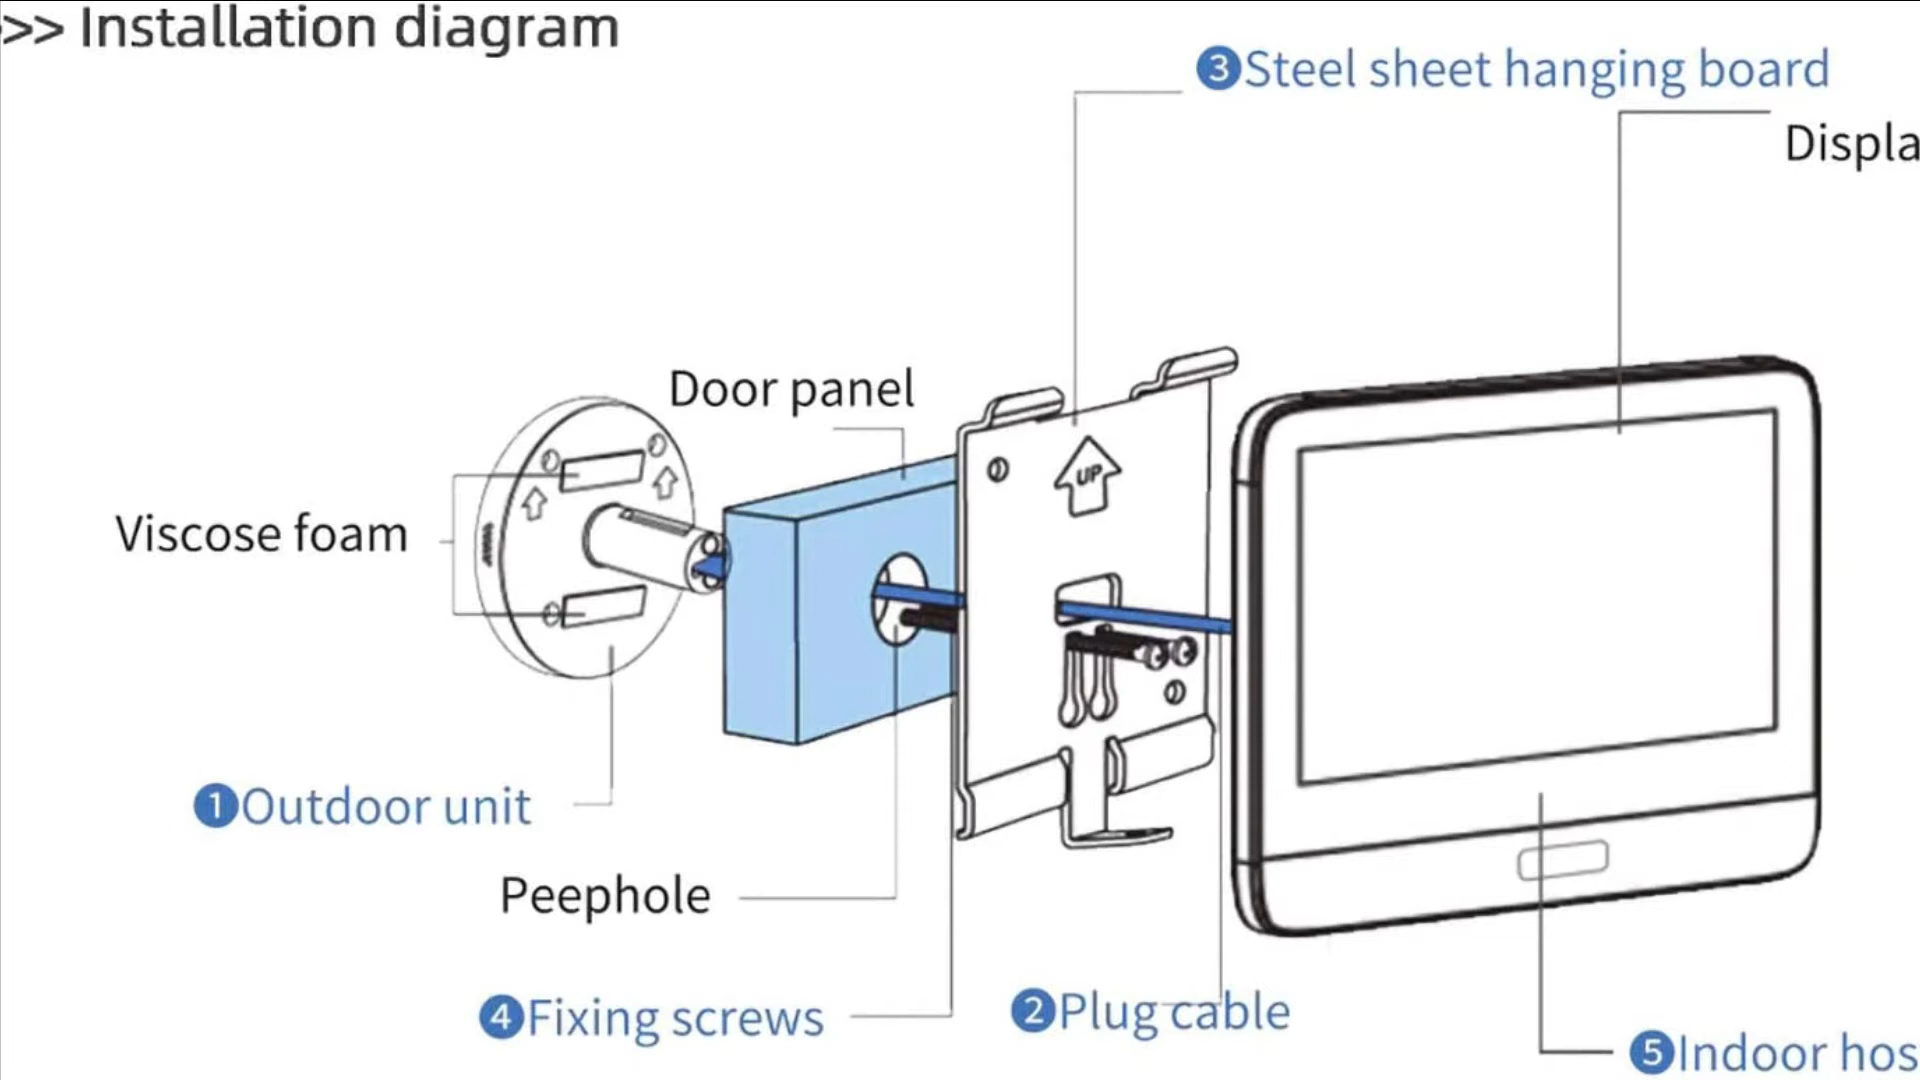 >>> Installation diagram
❸Steel sheet hanging board
Displa
Door panel
UP
Viscose foam
❶Outdoor unit
Peephole
❹Fixing screws
❷Plug cable
❺Indoor hos